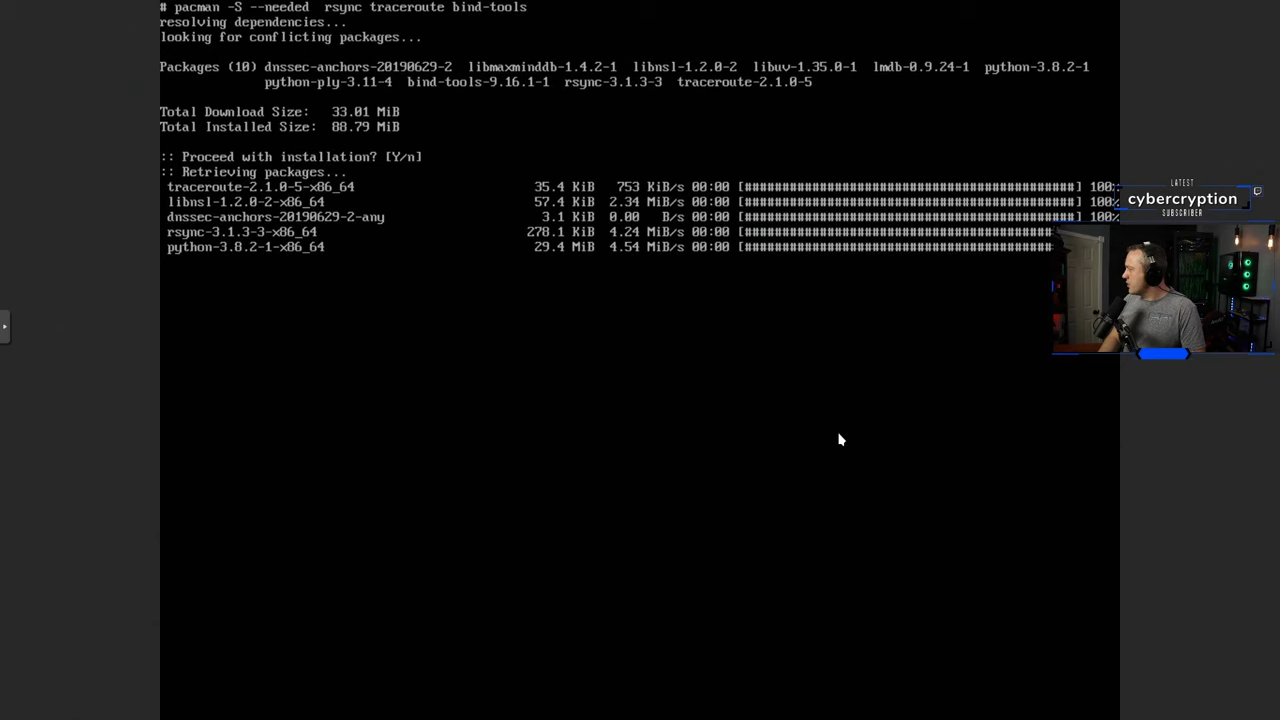 # pacman -S --needed  rsync traceroute bind-tools
resolving dependencies...
looking for conflicting packages...
Packages (10) dnssec-anchors-20190629-2  libmaxminddb-1.4.2-1  libnsl-1.2.0-2  libuv-1.35.0-1  lmdb-0.9.24-1  python-3.8.2-1
python-ply-3.11-4  bind-tools-9.16.1-1  rsync-3.1.3-3  traceroute-2.1.0-5
Total Download Size:   33.01 MiB
Total Installed Size:  88.79 MiB
:: Proceed with installation? [Y/n]
:: Retrieving packages...
traceroute-2.1.0-5-x86_64 35.4 KiB 753 KiB/s 00:00 [############################################] 100%
libnsl-1.2.0-2-x86_64 57.4 KiB 2.34 MiB/s 00:00 [############################################] 100%
dnssec-anchors-20190629-2-any 3.1 KiB 0.00 B/s 00:00 [############################################] 100%
rsync-3.1.3-3-x86_64 278.1 KiB 4.24 MiB/s 00:00 [#########################################
python-3.8.2-1-x86_64 29.4 MiB 4.54 MiB/s 00:00 [#########################################
LATEST
cybercryption
SUBSCRIBER